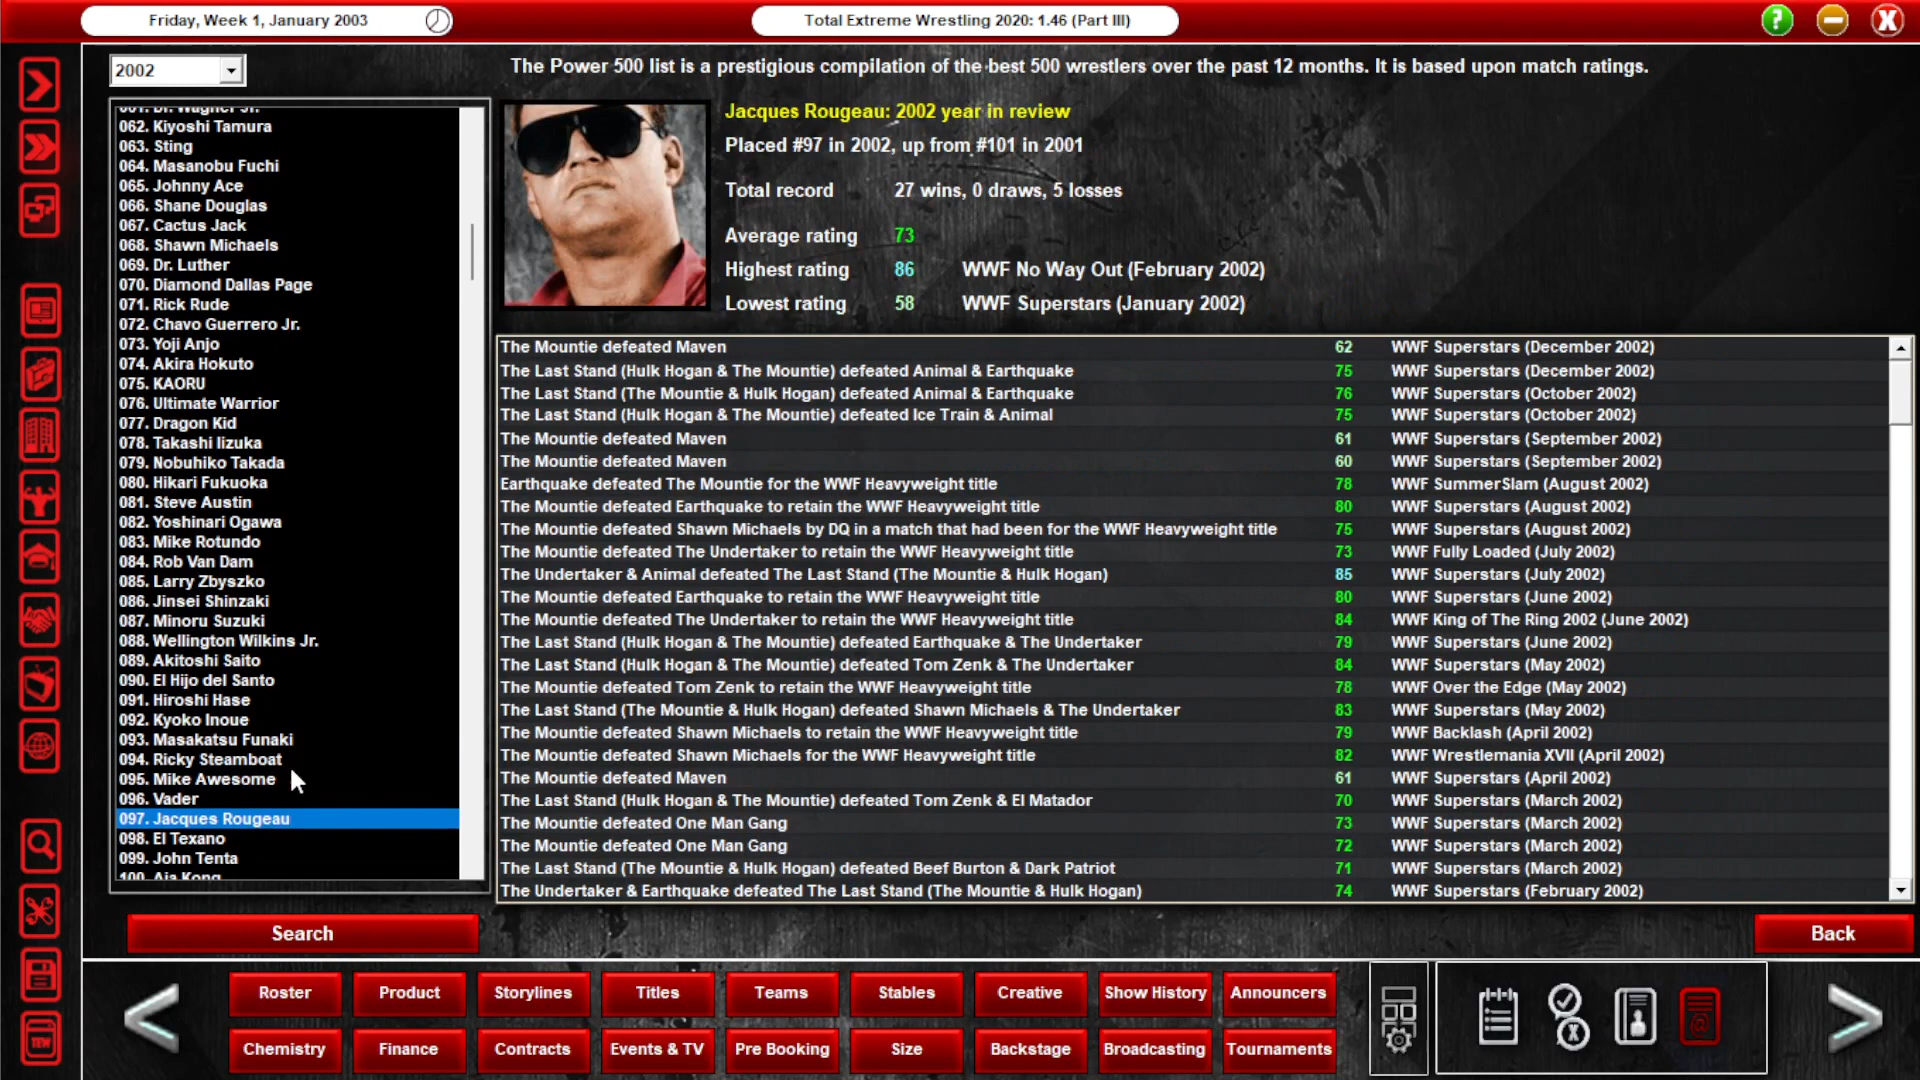 Friday, Week 1, January 2003
Total Extreme Wrestling 2020: 1.46 (Part III)
2002
The Power 500 list is a prestigious compilation of the best 500 wrestlers over the past 12 months. It is based upon match ratings.
061. Dr. Wagner Jr.
062. Kiyoshi Tamura
063. Sting
064. Masanobu Fuchi
065. Johnny Ace
066. Shane Douglas
067. Cactus Jack
068. Shawn Michaels
069. Dr. Luther
070. Diamond Dallas Page
071. Rick Rude
072. Chavo Guerrero Jr.
073. Yoji Anjo
074. Akira Hokuto
075. KAORU
076. Ultimate Warrior
077. Dragon Kid
078. Takashi Iizuka
079. Nobuhiko Takada
080. Hikari Fukuoka
081. Steve Austin
082. Yoshinari Ogawa
083. Mike Rotundo
084. Rob Van Dam
085. Larry Zbyszko
086. Jinsei Shinzaki
087. Minoru Suzuki
088. Wellington Wilkins Jr.
089. Akitoshi Saito
090. El Hijo del Santo
091. Hiroshi Hase
092. Kyoko Inoue
093. Masakatsu Funaki
094. Ricky Steamboat
095. Mike Awesome
096. Vader
097. Jacques Rougeau
098. El Texano
099. John Tenta
100. Aja Kong
Search
Jacques Rougeau: 2002 year in review
Placed #97 in 2002, up from #101 in 2001
Total record 27 wins, 0 draws, 5 losses
Average rating 73
Highest rating 86 WWF No Way Out (February 2002)
Lowest rating 58 WWF Superstars (January 2002)
The Mountie defeated Maven 62 WWF Superstars (December 2002)
The Last Stand (Hulk Hogan & The Mountie) defeated Animal & Earthquake 75 WWF Superstars (December 2002)
The Last Stand (The Mountie & Hulk Hogan) defeated Animal & Earthquake 76 WWF Superstars (October 2002)
The Last Stand (Hulk Hogan & The Mountie) defeated Ice Train & Animal 75 WWF Superstars (October 2002)
The Mountie defeated Maven 61 WWF Superstars (September 2002)
The Mountie defeated Maven 60 WWF Superstars (September 2002)
Earthquake defeated The Mountie for the WWF Heavyweight title 78 WWF SummerSlam (August 2002)
The Mountie defeated Earthquake to retain the WWF Heavyweight title 80 WWF Superstars (August 2002)
The Mountie defeated Shawn Michaels by DQ in a match that had been for the WWF Heavyweight title 75 WWF Superstars (August 2002)
The Mountie defeated The Undertaker to retain the WWF Heavyweight title 73 WWF Fully Loaded (July 2002)
The Undertaker & Animal defeated The Last Stand (The Mountie & Hulk Hogan) 85 WWF Superstars (July 2002)
The Mountie defeated Earthquake to retain the WWF Heavyweight title 80 WWF Superstars (June 2002)
The Mountie defeated The Undertaker to retain the WWF Heavyweight title 84 WWF King of The Ring 2002 (June 2002)
The Last Stand (Hulk Hogan & The Mountie) defeated Earthquake & The Undertaker 79 WWF Superstars (June 2002)
The Last Stand (Hulk Hogan & The Mountie) defeated Tom Zenk & The Undertaker 84 WWF Superstars (May 2002)
The Mountie defeated Tom Zenk to retain the WWF Heavyweight title 78 WWF Over the Edge (May 2002)
The Last Stand (The Mountie & Hulk Hogan) defeated Shawn Michaels & The Undertaker 83 WWF Superstars (May 2002)
The Mountie defeated Shawn Michaels to retain the WWF Heavyweight title 79 WWF Backlash (April 2002)
The Mountie defeated Shawn Michaels for the WWF Heavyweight title 82 WWF Wrestlemania XVII (April 2002)
The Mountie defeated Maven 61 WWF Superstars (April 2002)
The Last Stand (Hulk Hogan & The Mountie) defeated Tom Zenk & El Matador 70 WWF Superstars (March 2002)
The Mountie defeated One Man Gang 73 WWF Superstars (March 2002)
The Mountie defeated One Man Gang 72 WWF Superstars (March 2002)
The Last Stand (The Mountie & Hulk Hogan) defeated Beef Burton & Dark Patriot 71 WWF Superstars (March 2002)
The Undertaker & Earthquake defeated The Last Stand (The Mountie & Hulk Hogan) 74 WWF Superstars (February 2002)
Back
Roster Product Storylines Titles Teams Stables Creative Show History Announcers
Chemistry Finance Contracts Events & TV Pre Booking Size Backstage Broadcasting Tournaments
TEW